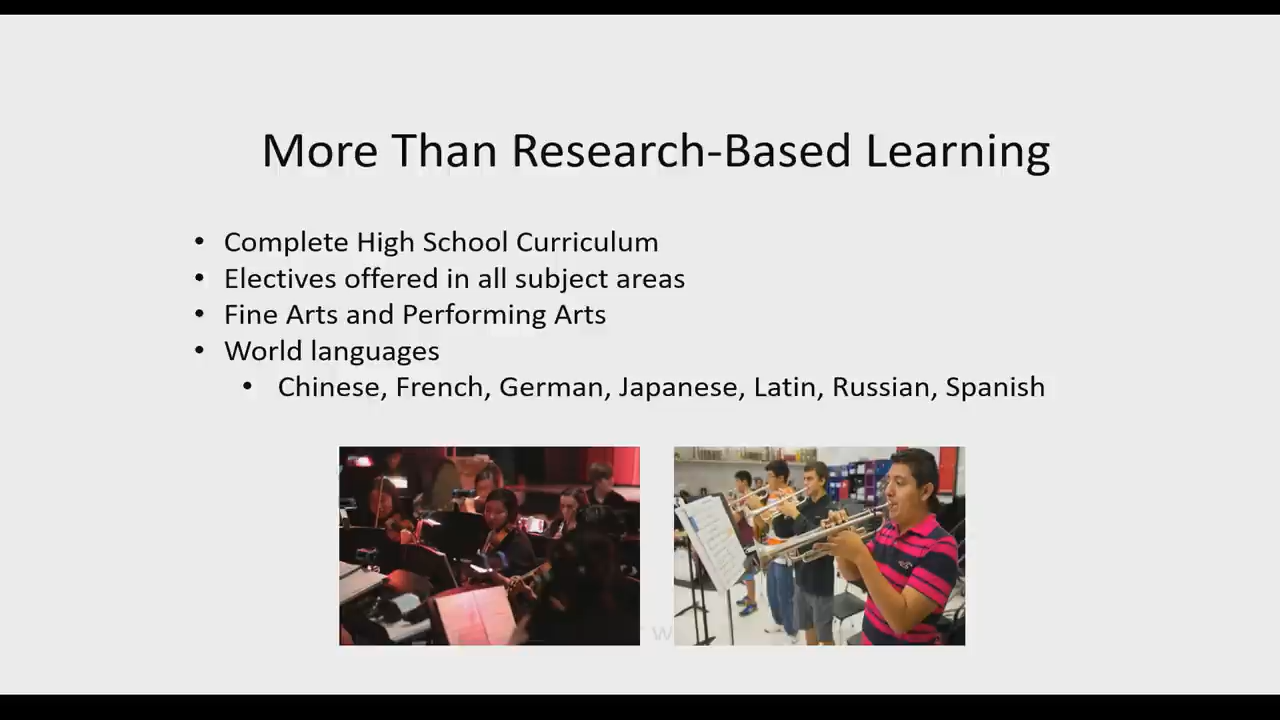 More Than Research-Based Learning
• Complete High School Curriculum
• Electives offered in all subject areas
• Fine Arts and Performing Arts
• World languages
• Chinese, French, German, Japanese, Latin, Russian, Spanish